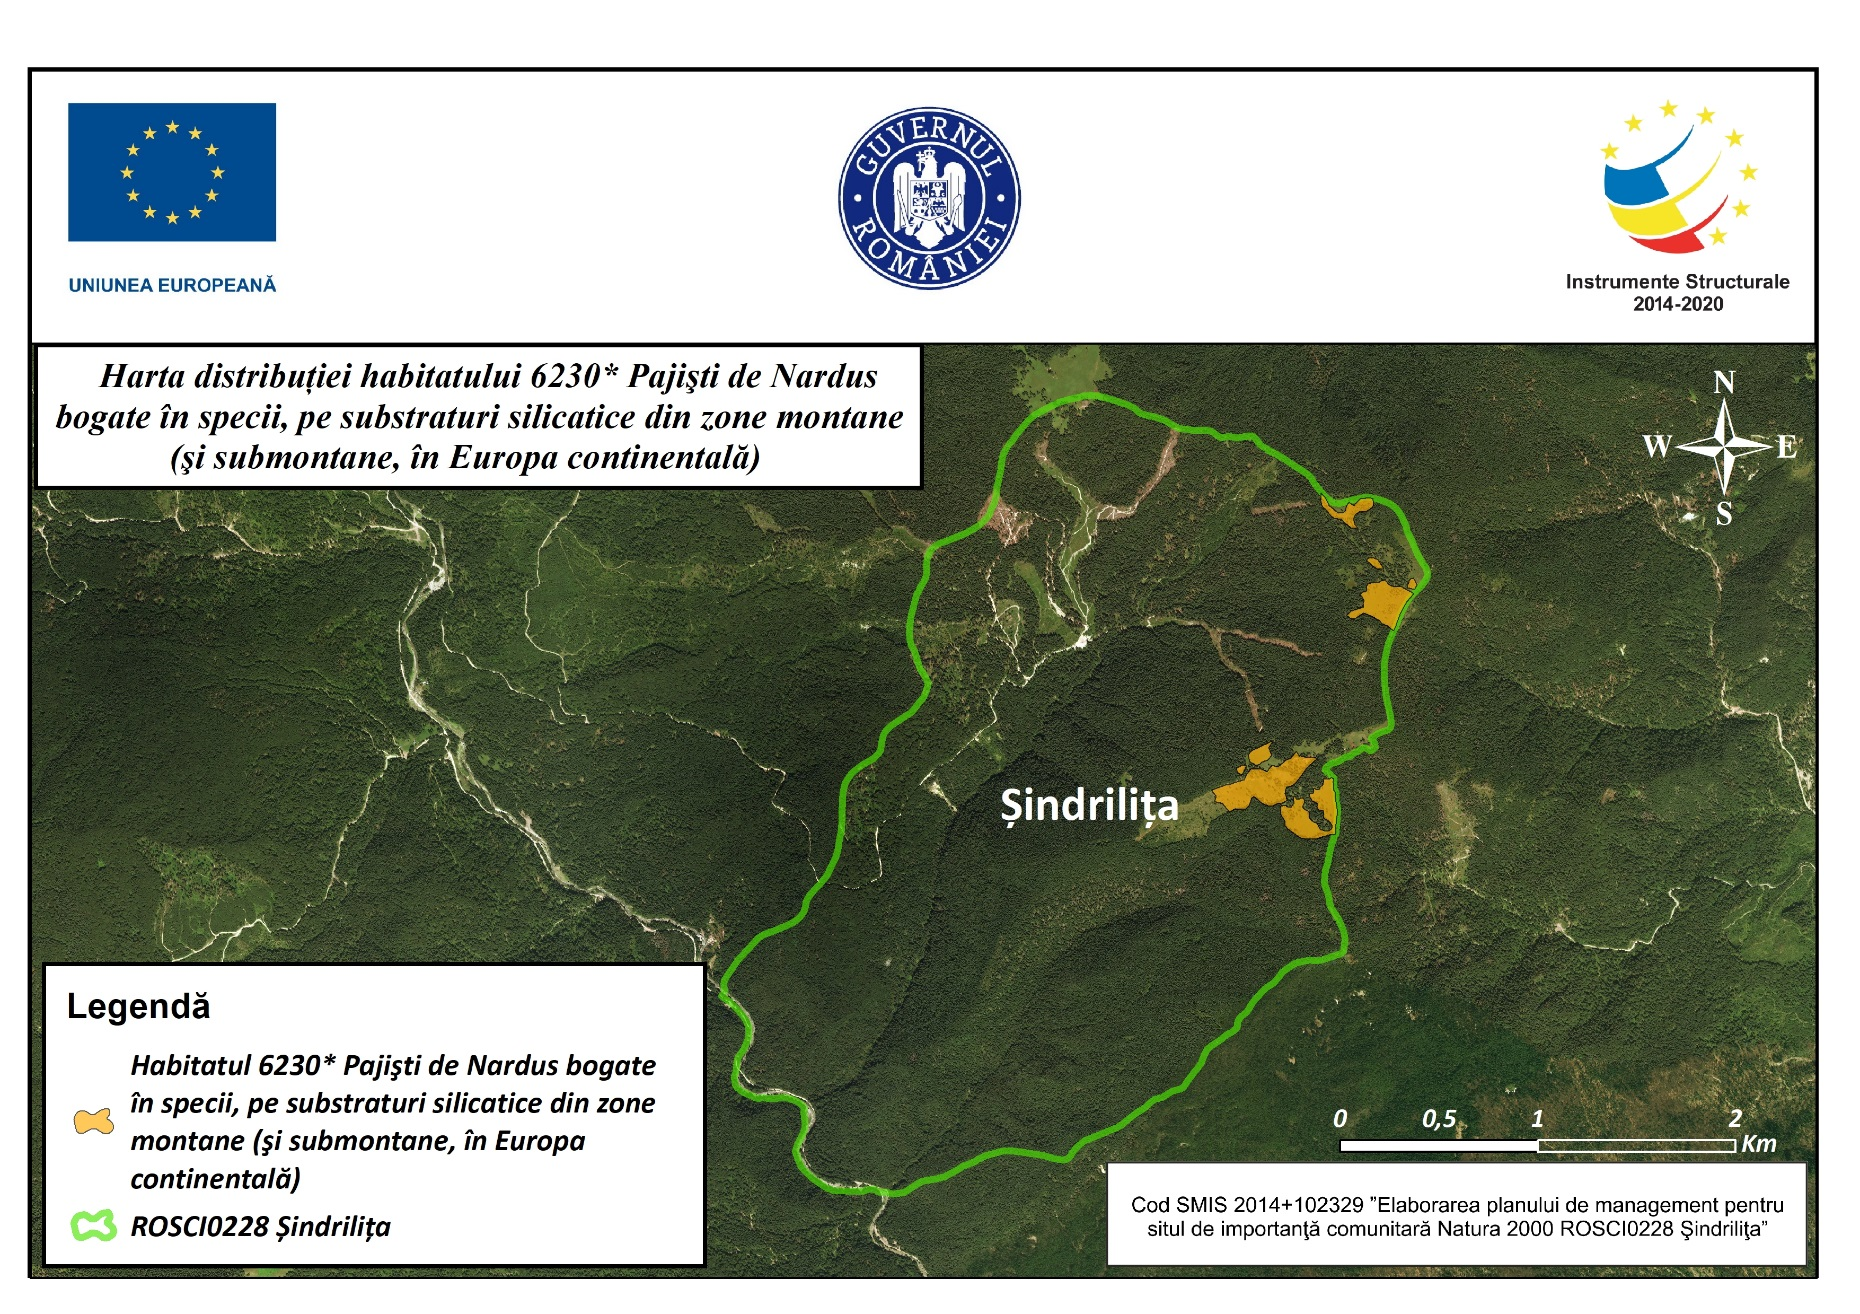 GUVERNUL
ROMÂNIEI
UNIUNEA EUROPEANĂ
Instrumente Structurale
2014-2020
Harta distribuției habitatului 6230* Pajişti de Nardus
bogate în specii, pe substraturi silicatice din zone montane
(şi submontane, în Europa continentală)
N
W E
S
Șindrilița
Legendă
Habitatul 6230* Pajişti de Nardus bogate
în specii, pe substraturi silicatice din zone
montane (şi submontane, în Europa
continentală)
ROSCI0228 Șindrilița
0 0,5 1 2
Km
Cod SMIS 2014+102329 ”Elaborarea planului de management pentru
situl de importanţă comunitară Natura 2000 ROSCI0228 Şindriliţa”